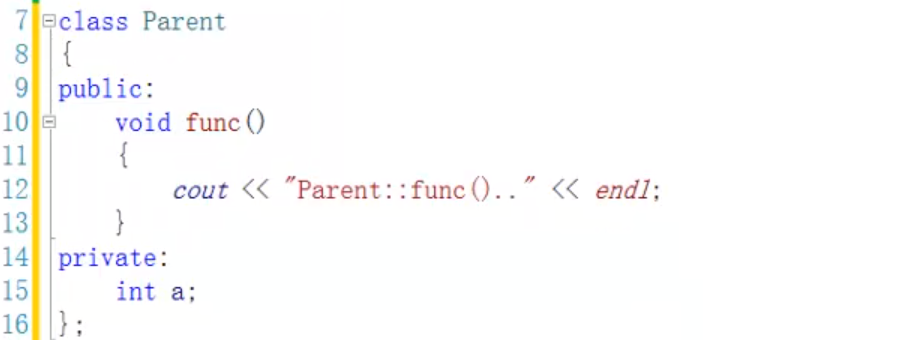 7 class Parent
8 {
9 public:
10     void func()
11     {
12         cout << "Parent::func().." << endl;
13     }
14 private:
15     int a;
16 };